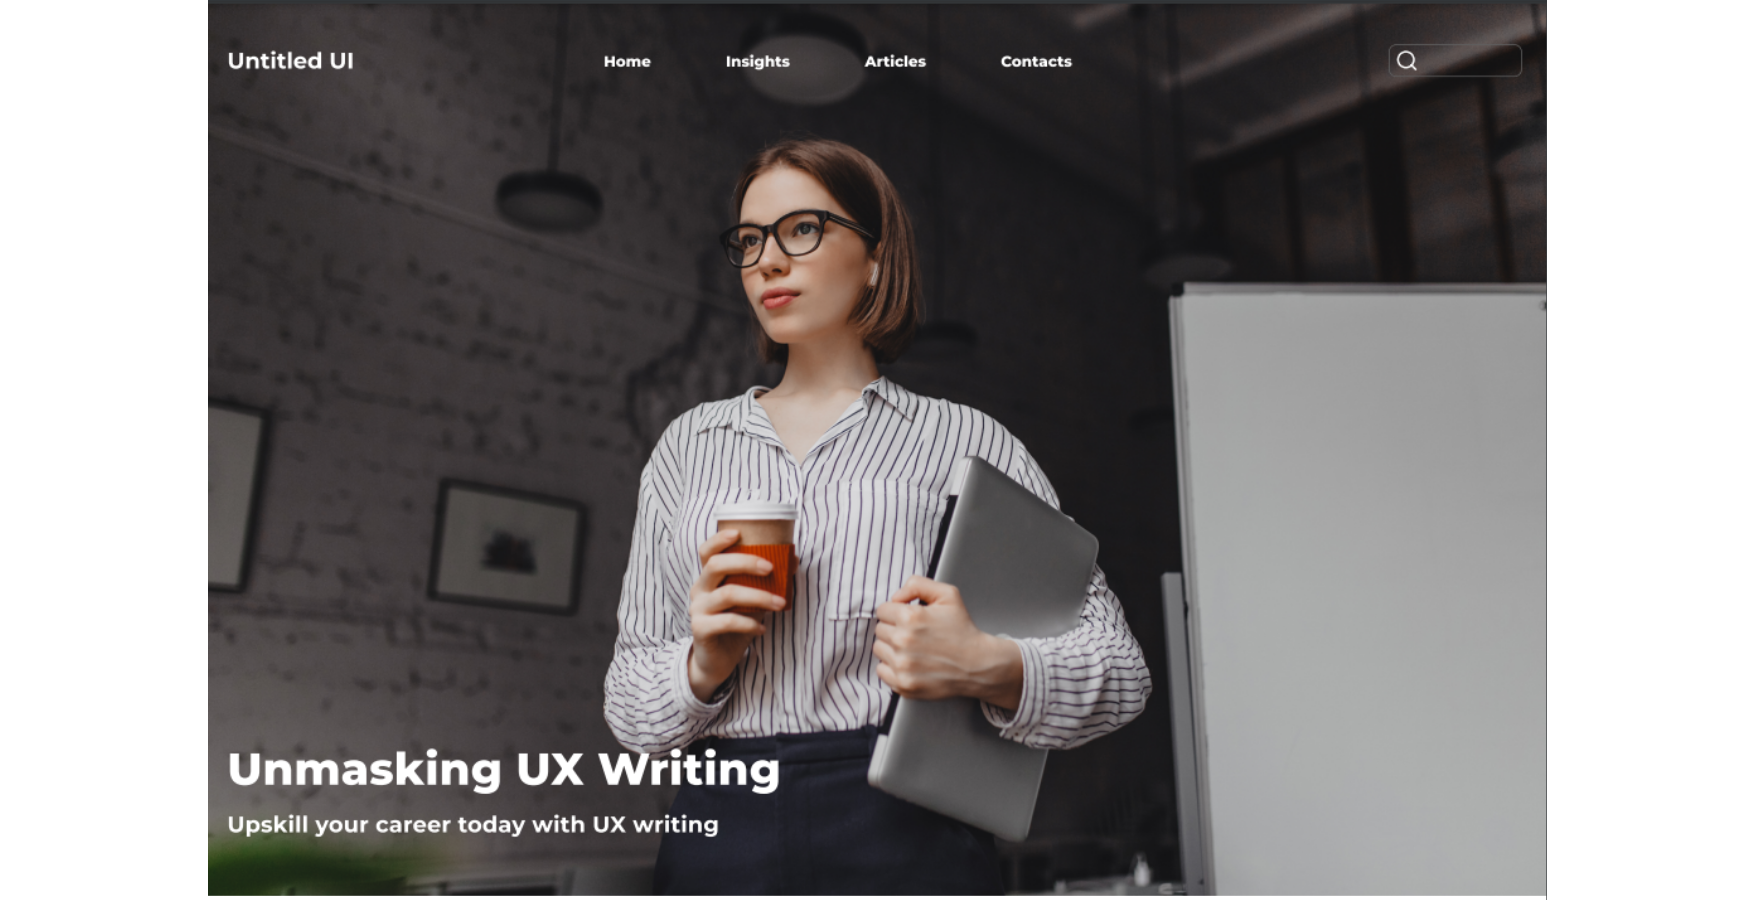 Untitled UI
Home
Insights
Articles
Contacts
Unmasking UX Writing
Upskill your career today with UX writing